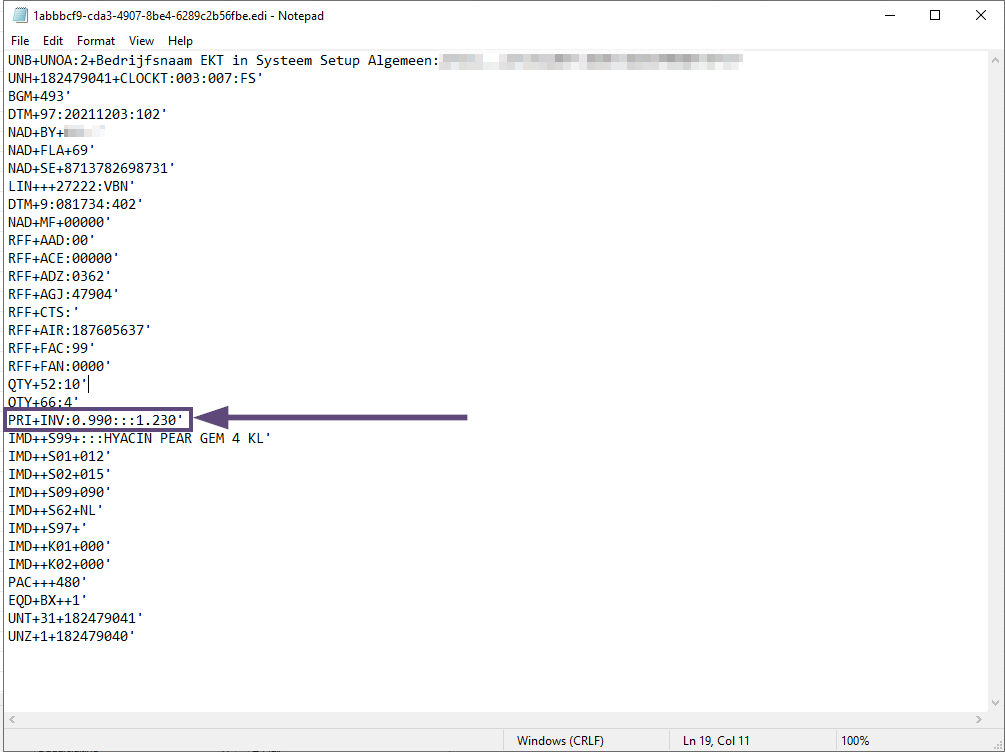 1abbbcf9-cda3-4907-8be4-6289c2b56fbe.edi - Notepad
File Edit Format View Help
UNB+UNOA:2+Bedrijfsnaam EKT in Systeem Setup Algemeen:
UNH+182479041+CLOCKT:003:007:FS'
BGM+493'
DTM+97:20211203:102'
NAD+BY+
NAD+FLA+69'
NAD+SE+8713782698731'
LIN+++27222:VBN'
DTM+9:081734:402'
NAD+MF+00000'
RFF+AAD:00'
RFF+ACE:00000'
RFF+ADZ:0362'
RFF+AGJ:47904'
RFF+CTS:'
RFF+AIR:187605637'
RFF+FAC:99'
RFF+FAN:0000'
QTY+52:10'
QTY+66:4'
PRI+INV:0.990:::1.230'
IMD++S99+:::HYACIN PEAR GEM 4 KL'
IMD++S01+012'
IMD++S02+015'
IMD++S09+090'
IMD++S62+NL'
IMD++S97+'
IMD++K01+000'
IMD++K02+000'
PAC+++480'
EQD+BX++1'
UNT+31+182479041'
UNZ+1+182479040'
Windows (CRLF) Ln 19, Col 11 100%